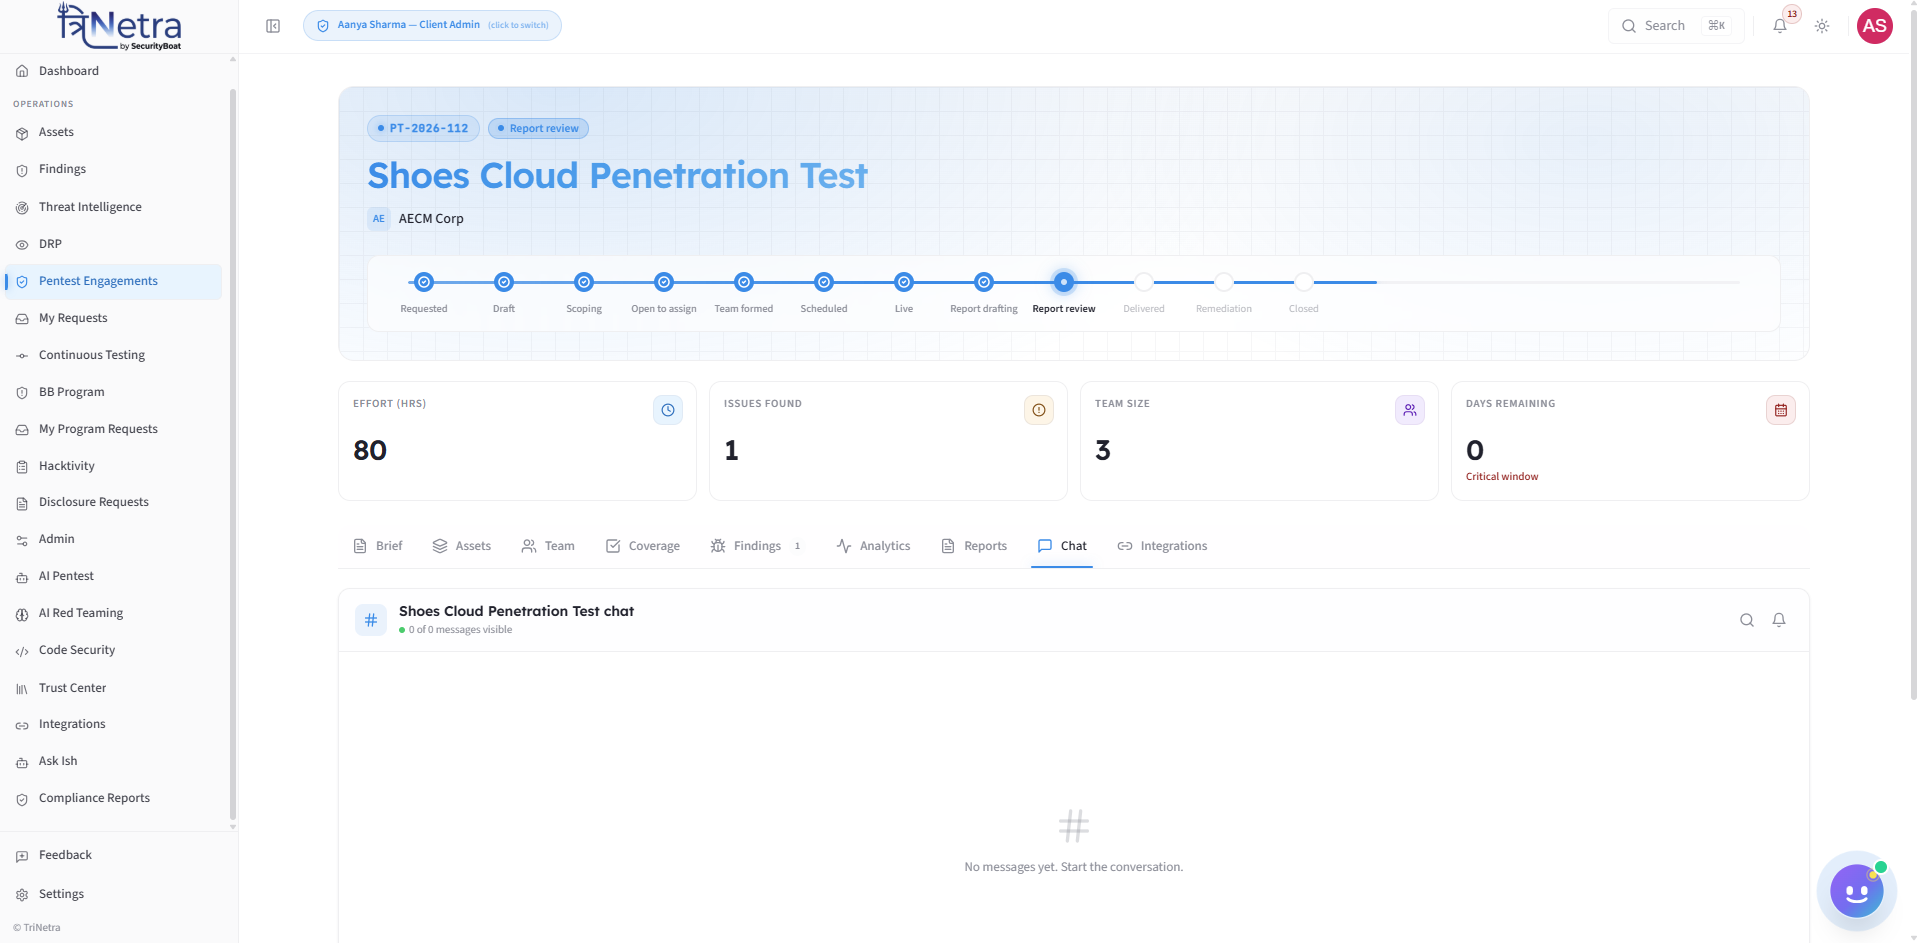 त्रिNetra
by SecurityBoat
Aanya Sharma — Client Admin (click to switch)
Search ⌘K
13
AS
Dashboard
OPERATIONS
Assets
Findings
Threat Intelligence
DRP
Pentest Engagements
My Requests
Continuous Testing
BB Program
My Program Requests
Hacktivity
Disclosure Requests
Admin
AI Pentest
AI Red Teaming
Code Security
Trust Center
Integrations
Ask Ish
Compliance Reports
Feedback
Settings
© TriNetra
PT-2026-112
Report review
Shoes Cloud Penetration Test
AE AECM Corp
Requested Draft Scoping Open to assign Team formed Scheduled Live Report drafting Report review Delivered Remediation Closed
EFFORT (HRS)
80
ISSUES FOUND
1
TEAM SIZE
3
DAYS REMAINING
0
Critical window
Brief Assets Team Coverage Findings 1 Analytics Reports Chat Integrations
# Shoes Cloud Penetration Test chat
0 of 0 messages visible
#
No messages yet. Start the conversation.